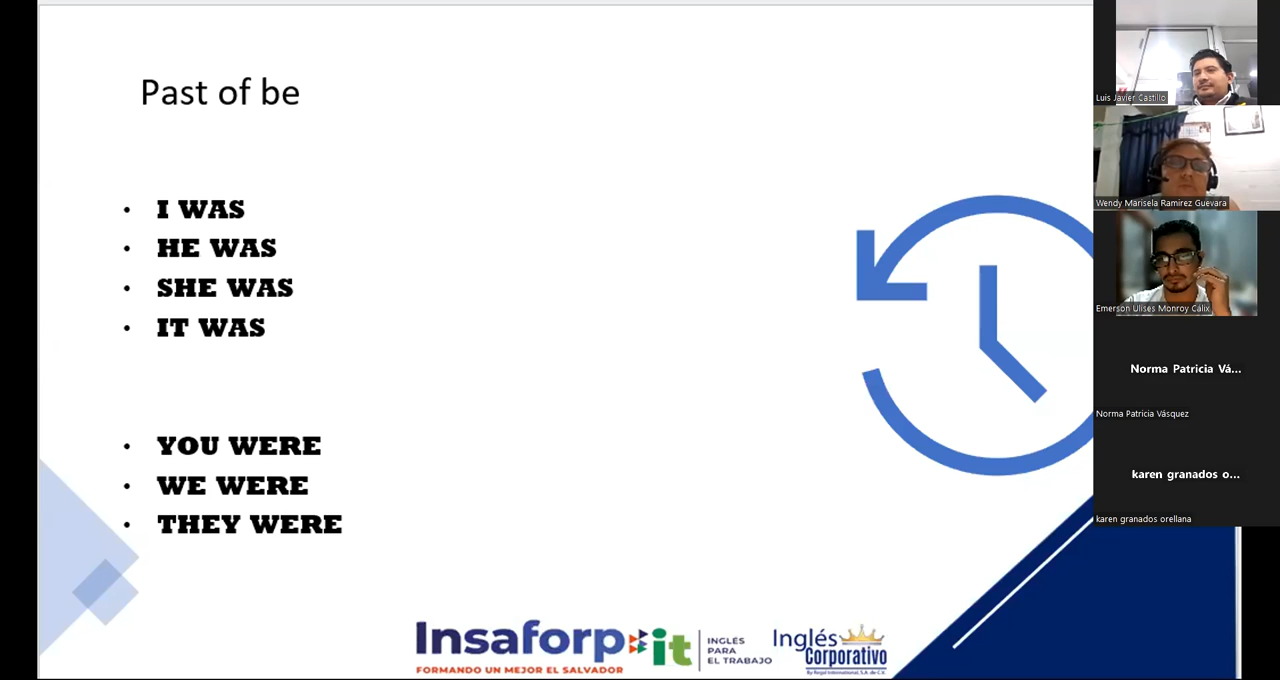 Past of be
• I WAS
• HE WAS
• SHE WAS
• IT WAS
• YOU WERE
• WE WERE
• THEY WERE
Insaforp
FORMANDO UN MEJOR EL SALVADOR
it
INGLÉS
PARA
EL TRABAJO
Inglés
Corporativo
By Regal International, S.A. de C.V.
Luis Javier Castillo
Wendy Marisela Ramirez Guevara
Emerson Ulises Monroy Cálix
Norma Patricia Vá...
Norma Patricia Vásquez
karen granados o...
karen granados orellana